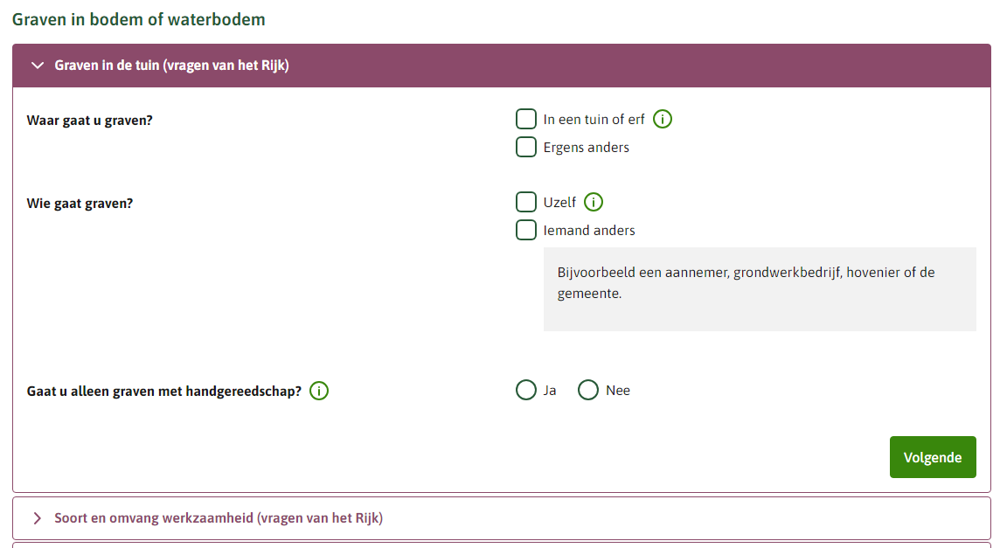 Graven in bodem of waterbodem
Graven in de tuin (vragen van het Rijk)
Waar gaat u graven?
In een tuin of erf
Ergens anders
Wie gaat graven?
Uzelf
Iemand anders
Bijvoorbeeld een aannemer, grondwerkbedrijf, hovenier of de
gemeente.
Gaat u alleen graven met handgereedschap?
Ja
Nee
Volgende
Soort en omvang werkzaamheid (vragen van het Rijk)